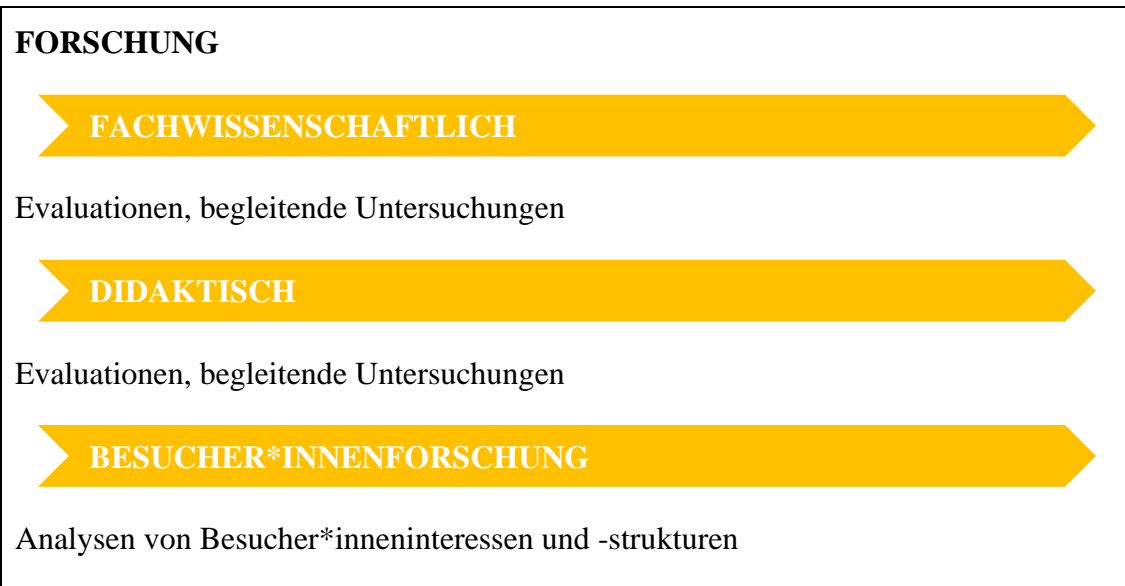 FORSCHUNG
FACHWISSENSCHAFTLICH
Evaluationen, begleitende Untersuchungen
DIDAKTISCH
Evaluationen, begleitende Untersuchungen
BESUCHER*INNENFORSCHUNG
Analysen von Besucher*inneninteressen und -strukturen